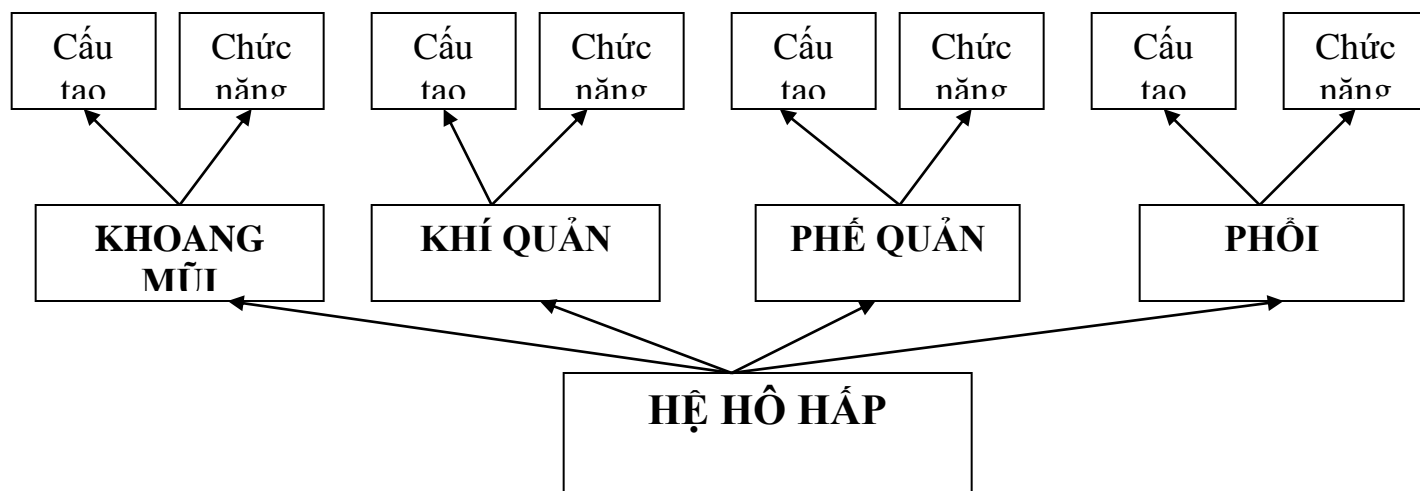 Cấu
tạo
Chức
năng
Cấu
tạo
Chức
năng
Cấu
tạo
Chức
năng
Cấu
tạo
Chức
năng
KHOANG
MŨI
KHÍ QUẢN
PHẾ QUẢN
PHỔI
HỆ HÔ HẤP